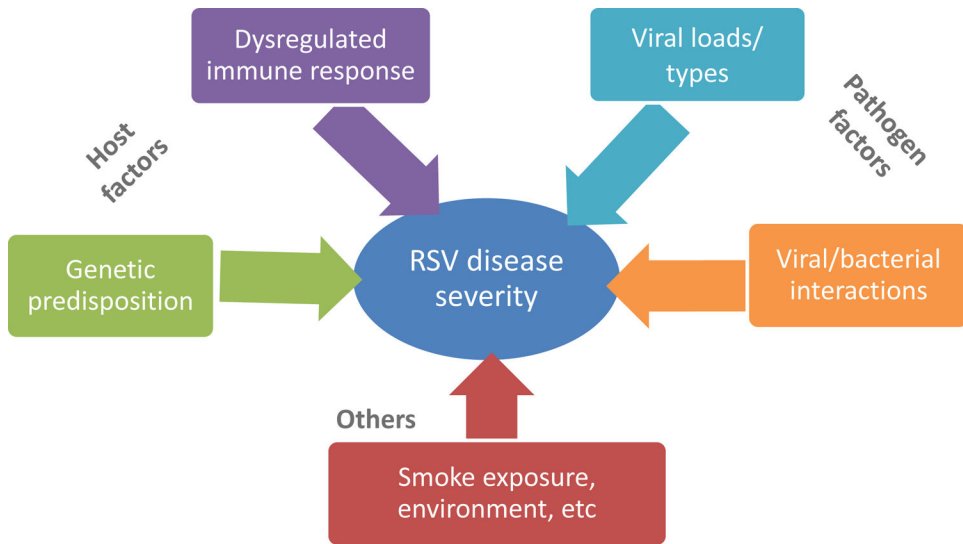 Dysregulated
immune response
Viral loads/
types
Host
factors
Pathogen
factors
Genetic
predisposition
RSV disease
severity
Viral/bacterial
interactions
Others
Smoke exposure,
environment, etc